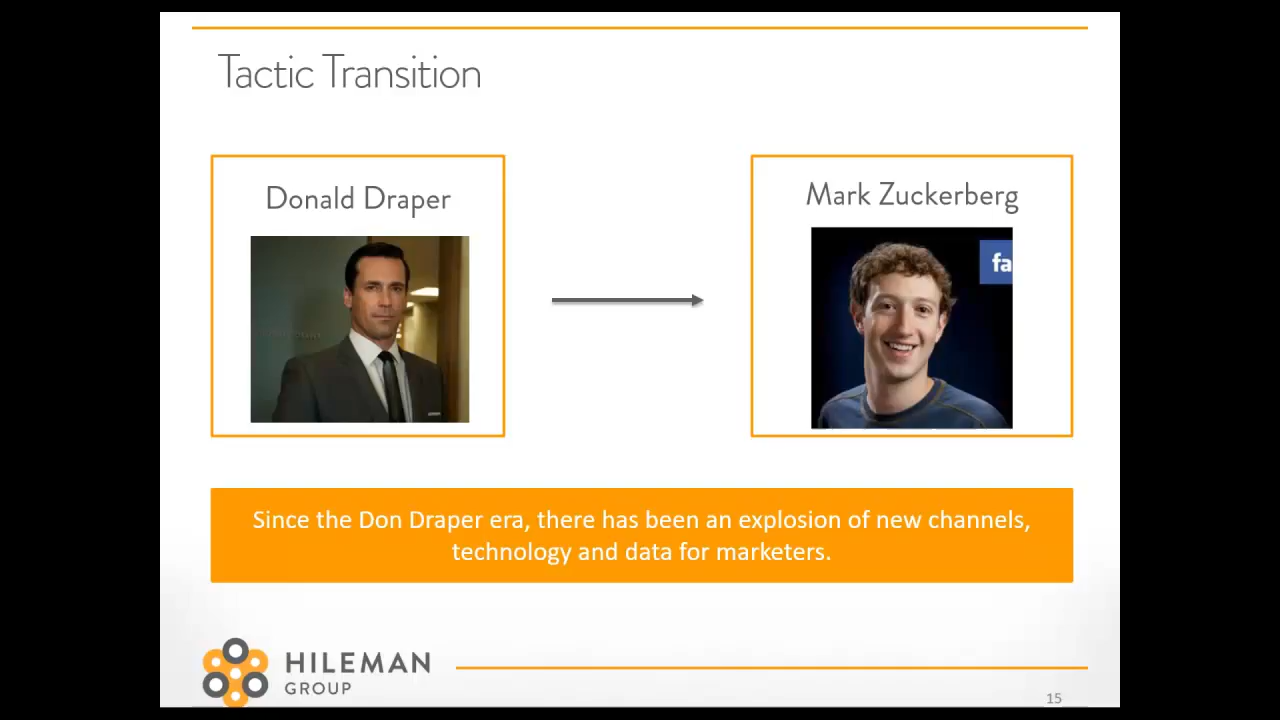 Tactic Transition
Donald Draper
Mark Zuckerberg
fa
Since the Don Draper era, there has been an explosion of new channels,
technology and data for marketers.
HILEMAN
GROUP
15